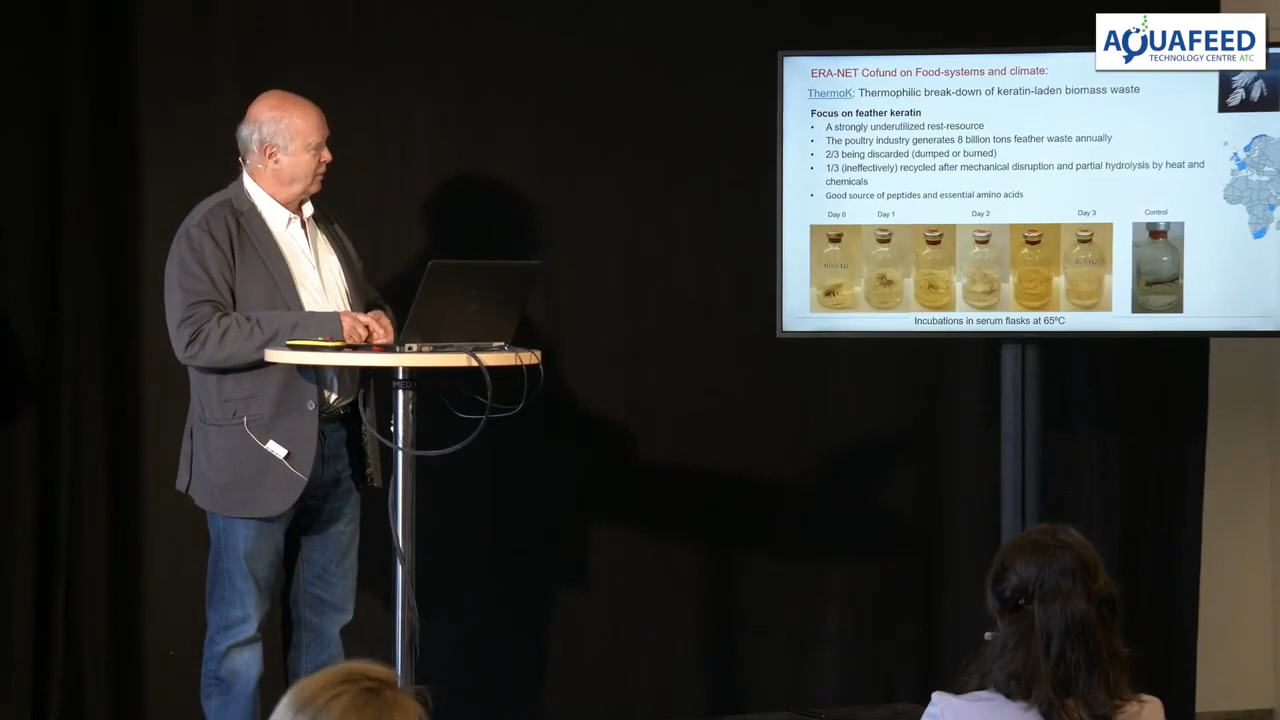 AQUAFEED
TECHNOLOGY CENTRE ATC
ERA-NET Cofund on Food-systems and climate:
ThermoK: Thermophilic break-down of keratin-laden biomass waste
Focus on feather keratin
• A strongly underutilized rest-resource
• The poultry industry generates 8 billion tons feather waste annually
• 2/3 being discarded (dumped or burned)
• 1/3 (ineffectively) recycled after mechanical disruption and partial hydrolysis by heat and
chemicals
• Good source of peptides and essential amino acids
Day 0 Day 1 Day 2 Day 3 Control
100% N2
Incubations in serum flasks at 65ºC